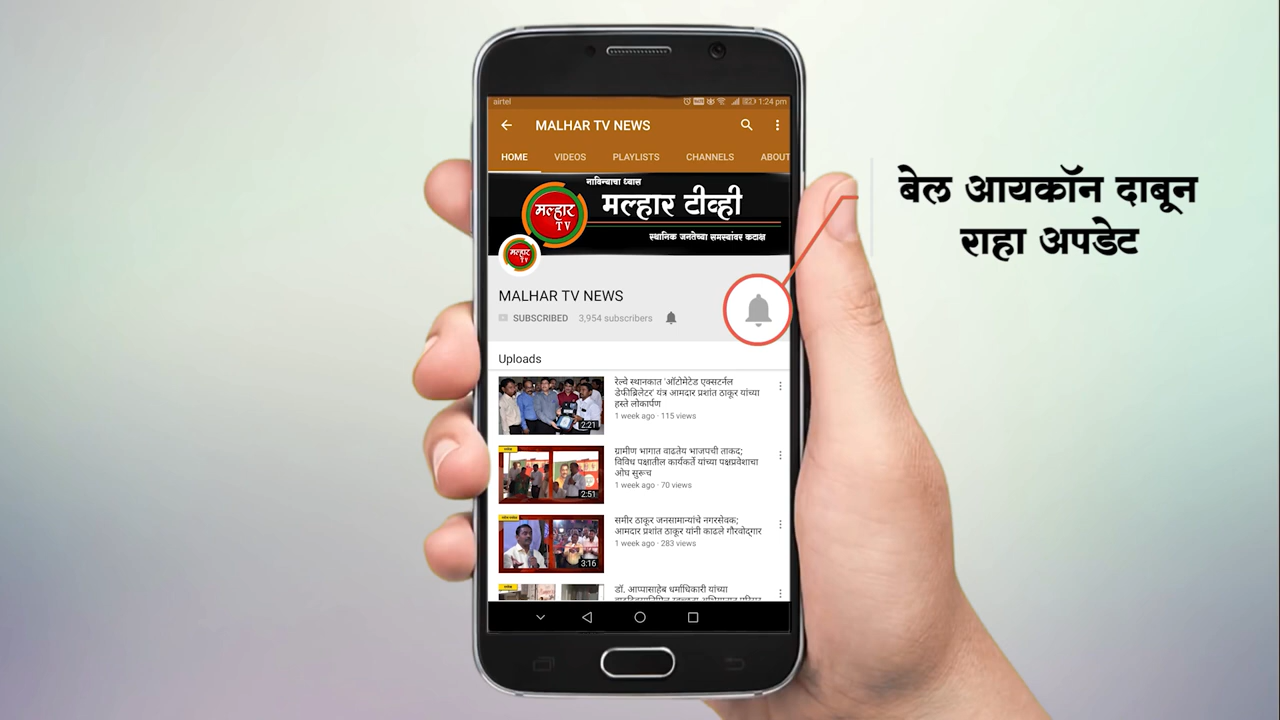 airtel 1:24 pm
MALHAR TV NEWS
HOME VIDEOS PLAYLISTS CHANNELS ABOUT
नाविन्याचा ध्यास
मल्हार टीव्ही
स्थानिक जनतेच्या समस्यांवर कटाक्ष
मल्हार
TV
मल्हार
TV
MALHAR TV NEWS
SUBSCRIBED 3,954 subscribers
बेल आयकॉन दाबून
राहा अपडेट
Uploads
रेल्वे स्थानकात 'ऑटोमेटेड एक्सटर्नल
डेफीब्रिलेटर' यंत्र आमदार प्रशांत ठाकूर यांच्या
हस्ते लोकार्पण
1 week ago · 115 views
2:21
ग्रामीण भागात वाढतेय भाजपची ताकद;
विविध पक्षातील कार्यकर्ते यांच्या पक्षप्रवेशाचा
ओघ सुरूच
1 week ago · 70 views
2:51
समीर ठाकूर जनसामान्यांचे नगरसेवक;
आमदार प्रशांत ठाकूर यांनी काढले गौरवोद्गार
1 week ago · 283 views
3:16
डॉ. आप्पासाहेब धर्माधिकारी यांच्या